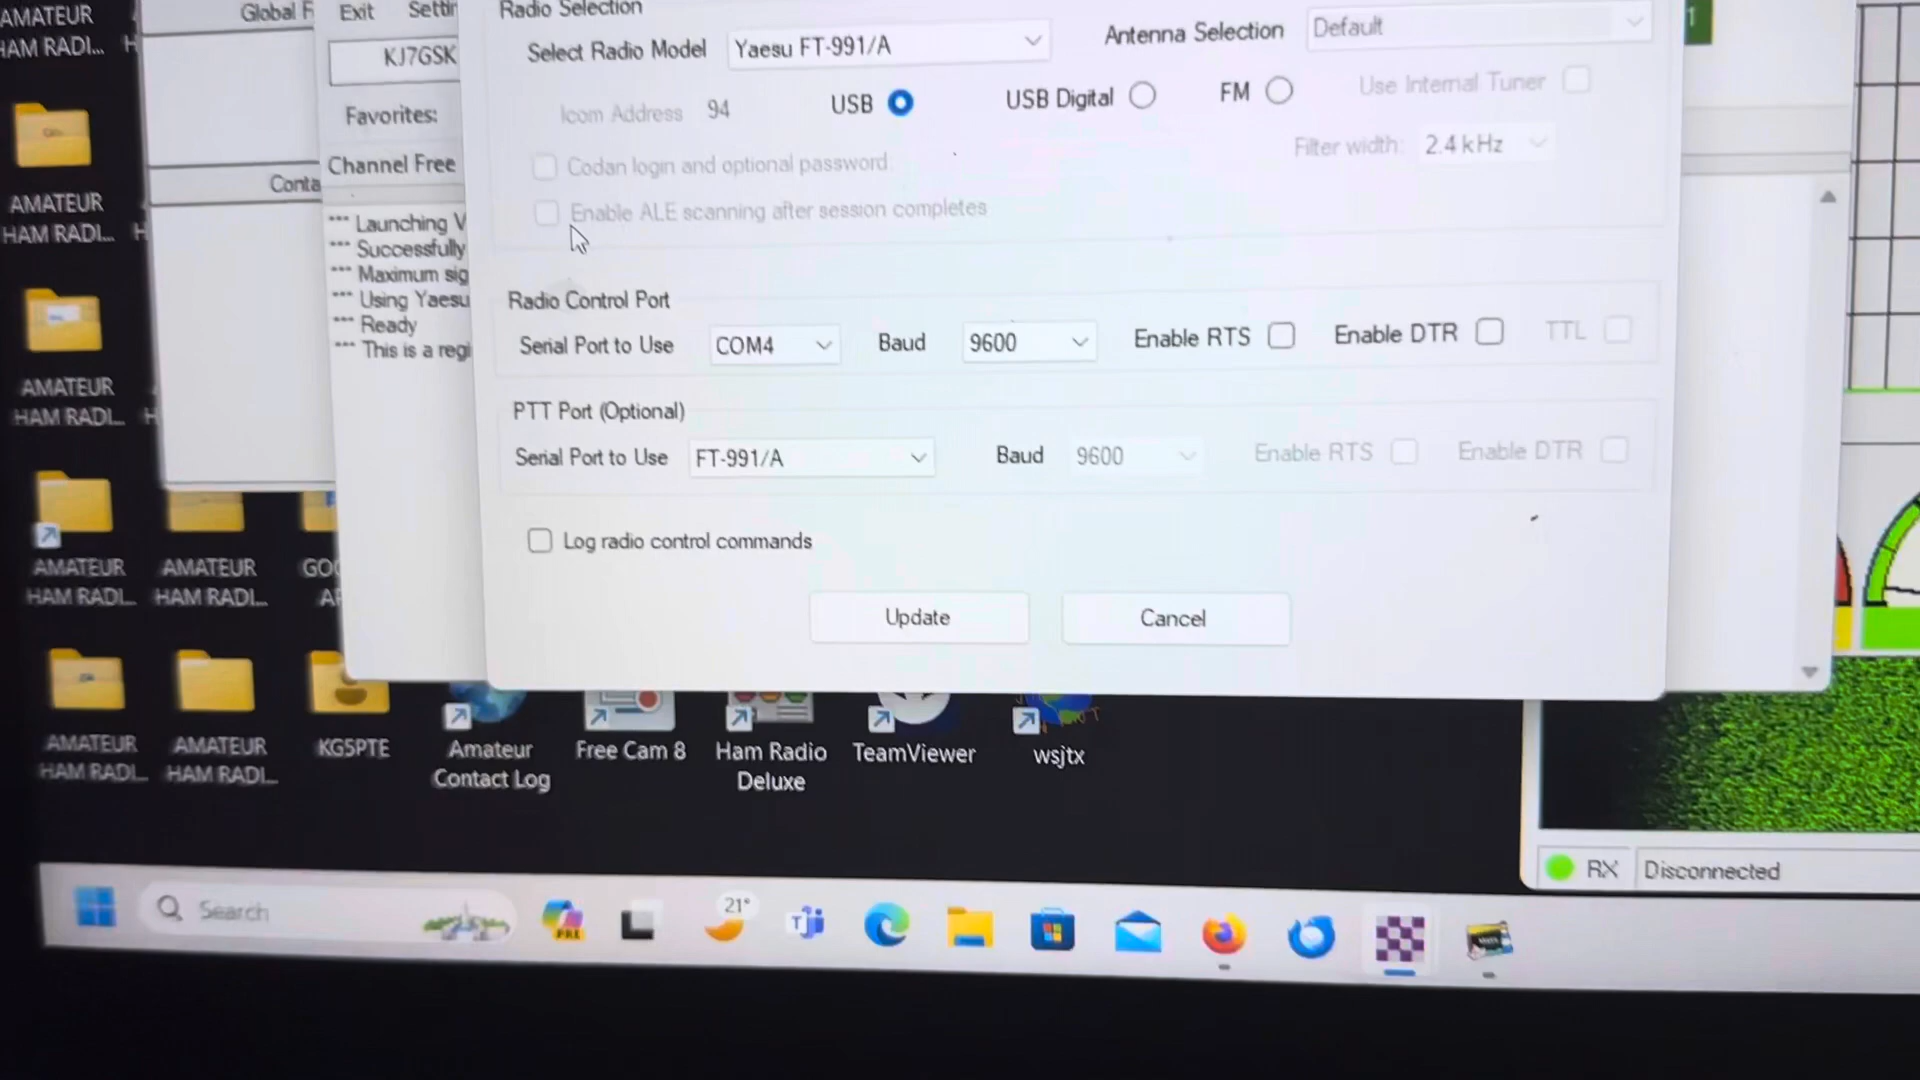 AMATEUR
HAM RADI...
AMATEUR
HAM RADI...
AMATEUR
HAM RADI...
AMATEUR
HAM RADI...
AMATEUR
HAM RADI...
AMATEUR
HAM RADI...
AMATEUR
HAM RADI...
KG5PTE
Amateur
Contact Log
Free Cam 8
Ham Radio
Deluxe
TeamViewer
wsjtx
Global
Exit
KJ7GSK
Favorites:
Channel Free
*** Launching
*** Successfully
*** Maximum
*** Using Yaesu
*** Ready
*** This is a
Radio Selection
Select Radio Model Yaesu FT-991/A Antenna Selection Default
Icom Address 94 USB USB Digital FM Use Internal Tuner
Filter width: 2.4 kHz
Codan login and optional password
Enable ALE scanning after session completes
Radio Control Port
Serial Port to Use COM4 Baud 9600 Enable RTS Enable DTR TTL
PTT Port (Optional)
Serial Port to Use FT-991/A Baud 9600 Enable RTS Enable DTR
Log radio control commands
Update Cancel
RX Disconnected
Search
PRE
21°